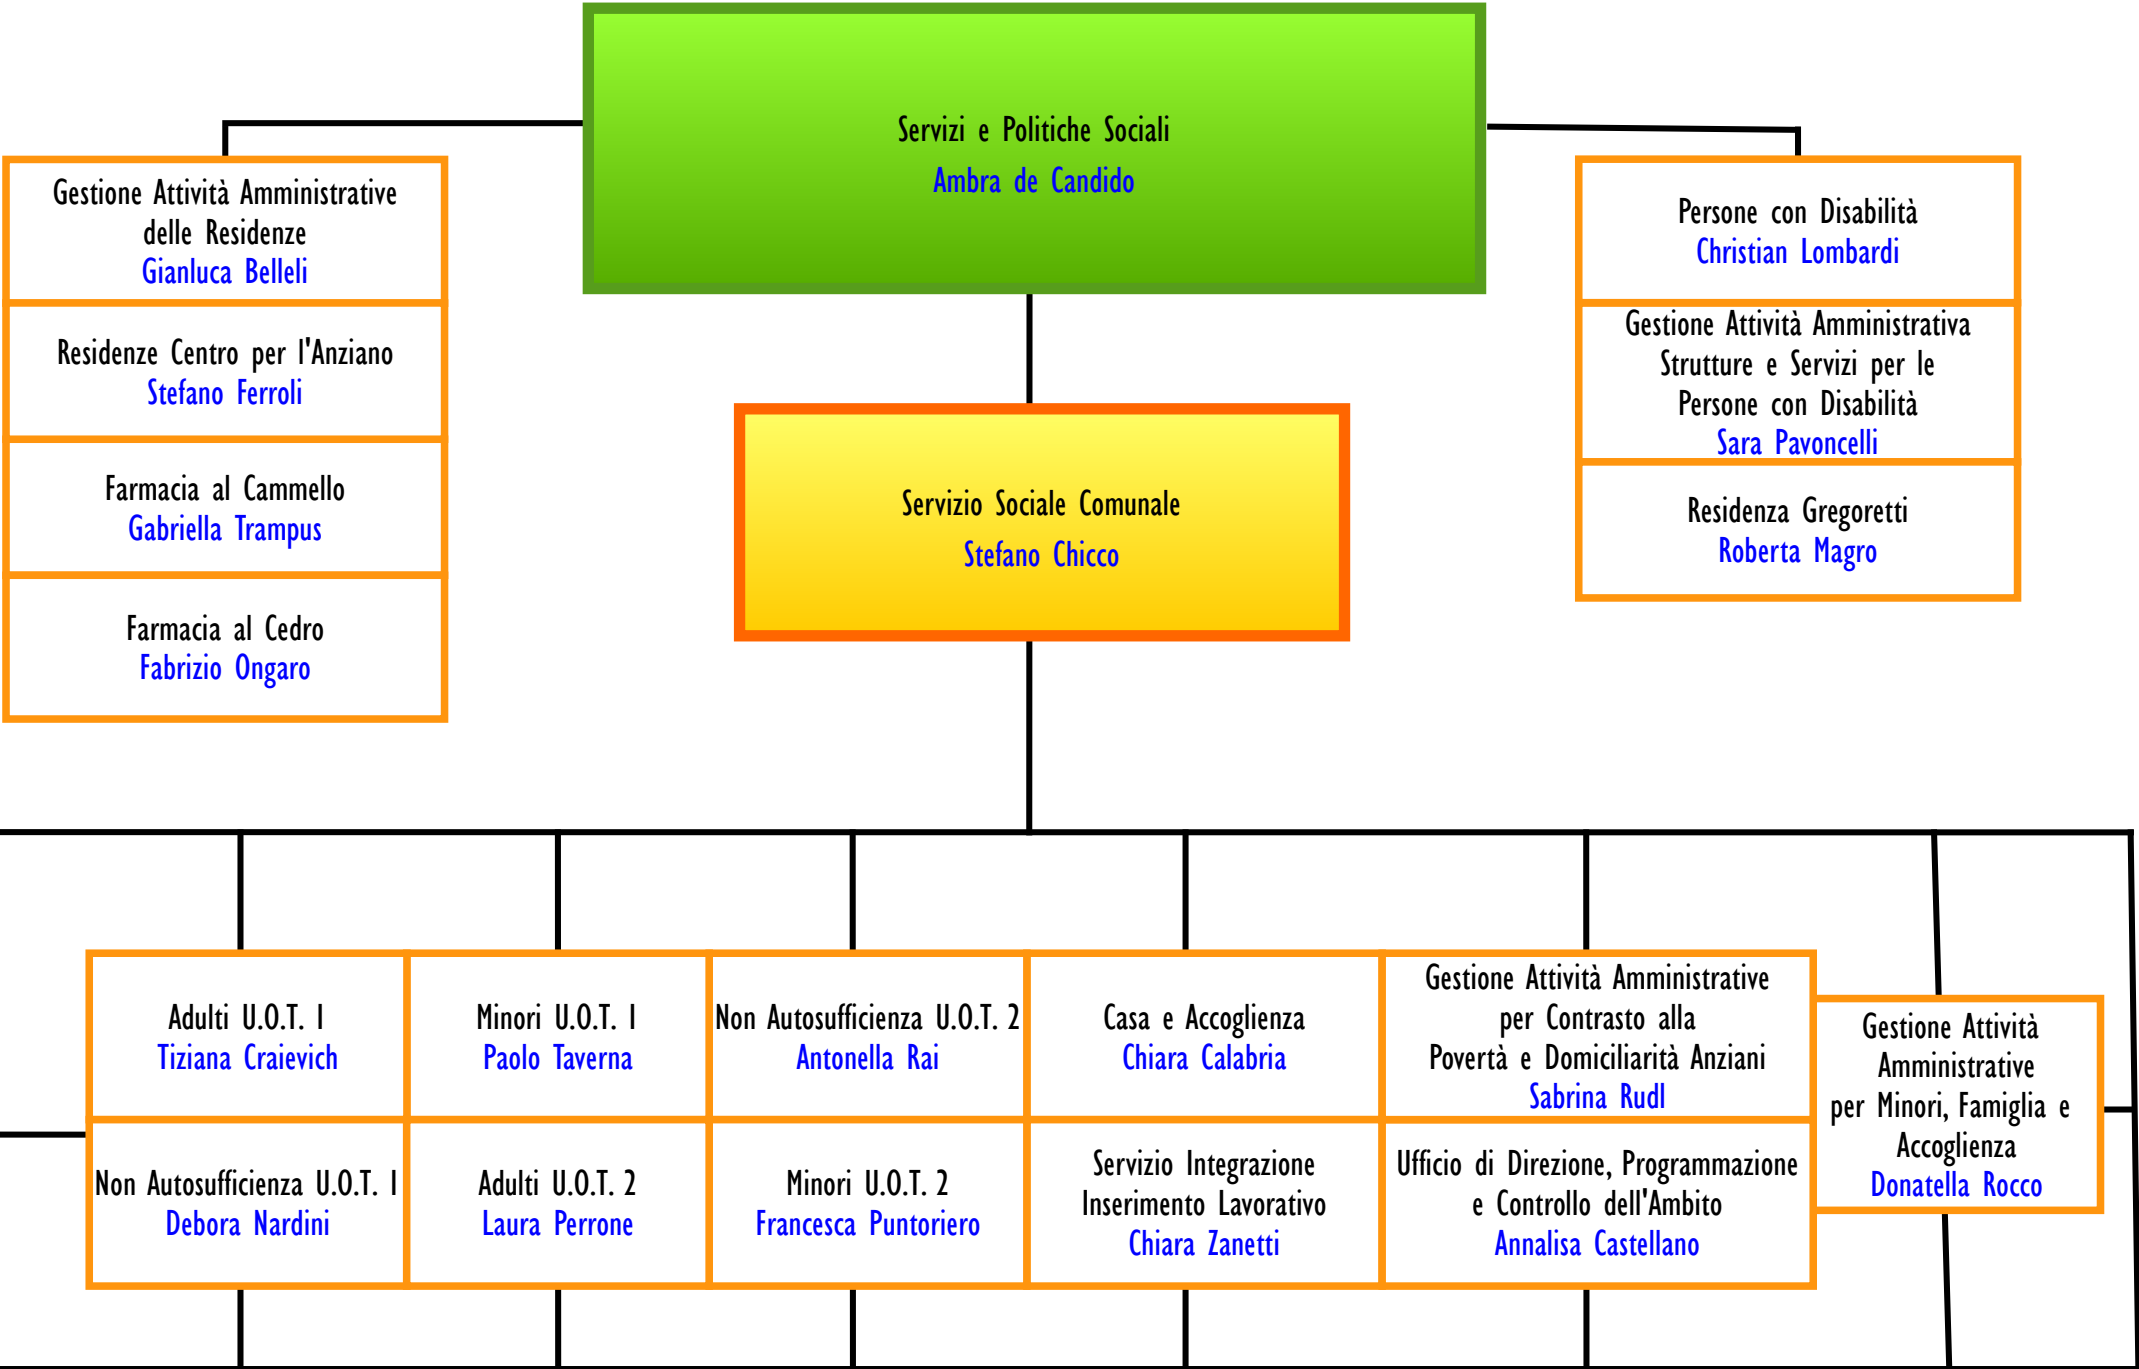 Servizi e Politiche Sociali
Ambra de Candido
Gestione Attività Amministrative
delle Residenze
Gianluca Belleli
Residenze Centro per l'Anziano
Stefano Ferroli
Farmacia al Cammello
Gabriella Trampus
Farmacia al Cedro
Fabrizio Ongaro
Persone con Disabilità
Christian Lombardi
Gestione Attività Amministrativa
Strutture e Servizi per le
Persone con Disabilità
Sara Pavoncelli
Residenza Gregoretti
Roberta Magro
Servizio Sociale Comunale
Stefano Chicco
Adulti U.O.T. 1
Tiziana Craievich
Minori U.O.T. 1
Paolo Taverna
Non Autosufficienza U.O.T. 2
Antonella Rai
Casa e Accoglienza
Chiara Calabria
Gestione Attività Amministrative
per Contrasto alla
Povertà e Domiciliarità Anziani
Sabrina Rudl
Gestione Attività
Amministrative
per Minori, Famiglia e
Accoglienza
Donatella Rocco
Non Autosufficienza U.O.T. 1
Debora Nardini
Adulti U.O.T. 2
Laura Perrone
Minori U.O.T. 2
Francesca Puntoriero
Servizio Integrazione
Inserimento Lavorativo
Chiara Zanetti
Ufficio di Direzione, Programmazione
e Controllo dell'Ambito
Annalisa Castellano